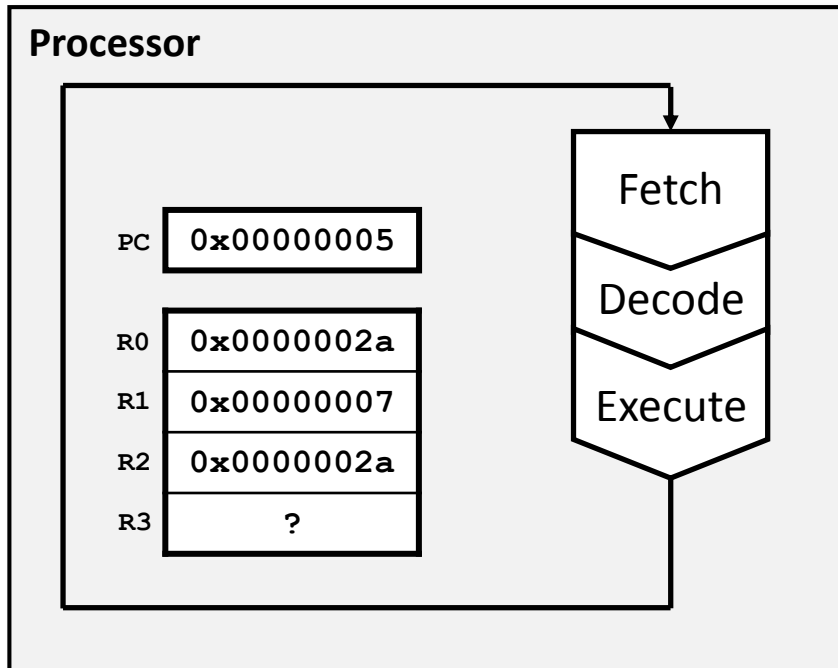 Processor
PC 0x00000005
R0 0x0000002a
R1 0x00000007
R2 0x0000002a
R3 ?
Fetch
Decode
Execute